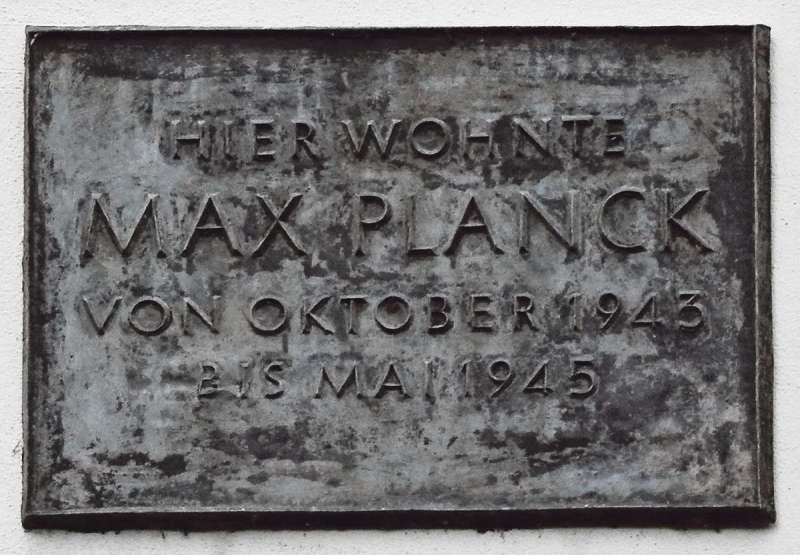 HIER WOHNTE
MAX PLANCK
VON OKTOBER 1943
BIS MAI 1945